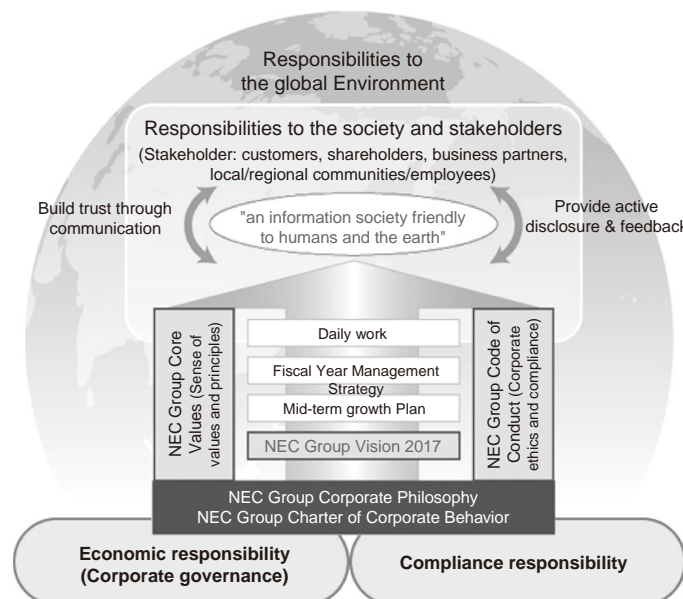 Responsibilities to
the global Environment
Responsibilities to the society and stakeholders
(Stakeholder: customers, shareholders, business partners,
local/regional communities/employees)
Build trust through
communication
"an information society friendly
to humans and the earth"
Provide active
disclosure & feedback
NEC Group Core
Values (Sense of
values and principles)
Daily work
Fiscal Year Management
Strategy
Mid-term growth Plan
NEC Group Vision 2017
NEC Group Code of
Conduct (Corporate
ethics and compliance)
NEC Group Corporate Philosophy
NEC Group Charter of Corporate Behavior
Economic responsibility
(Corporate governance)
Compliance responsibility